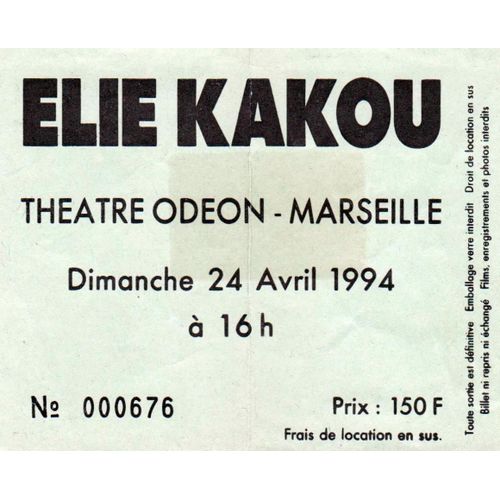 ELIE KAKOU
THEATRE ODEON - MARSEILLE
Dimanche 24 Avril 1994
à 16 h
Nº 000676
Prix : 150 F
Frais de location en sus.
Toute sortie est définitive Emballage verre interdit Droit de location en sus
Billet ni repris ni échangé Films, enregistrements et photos interdits